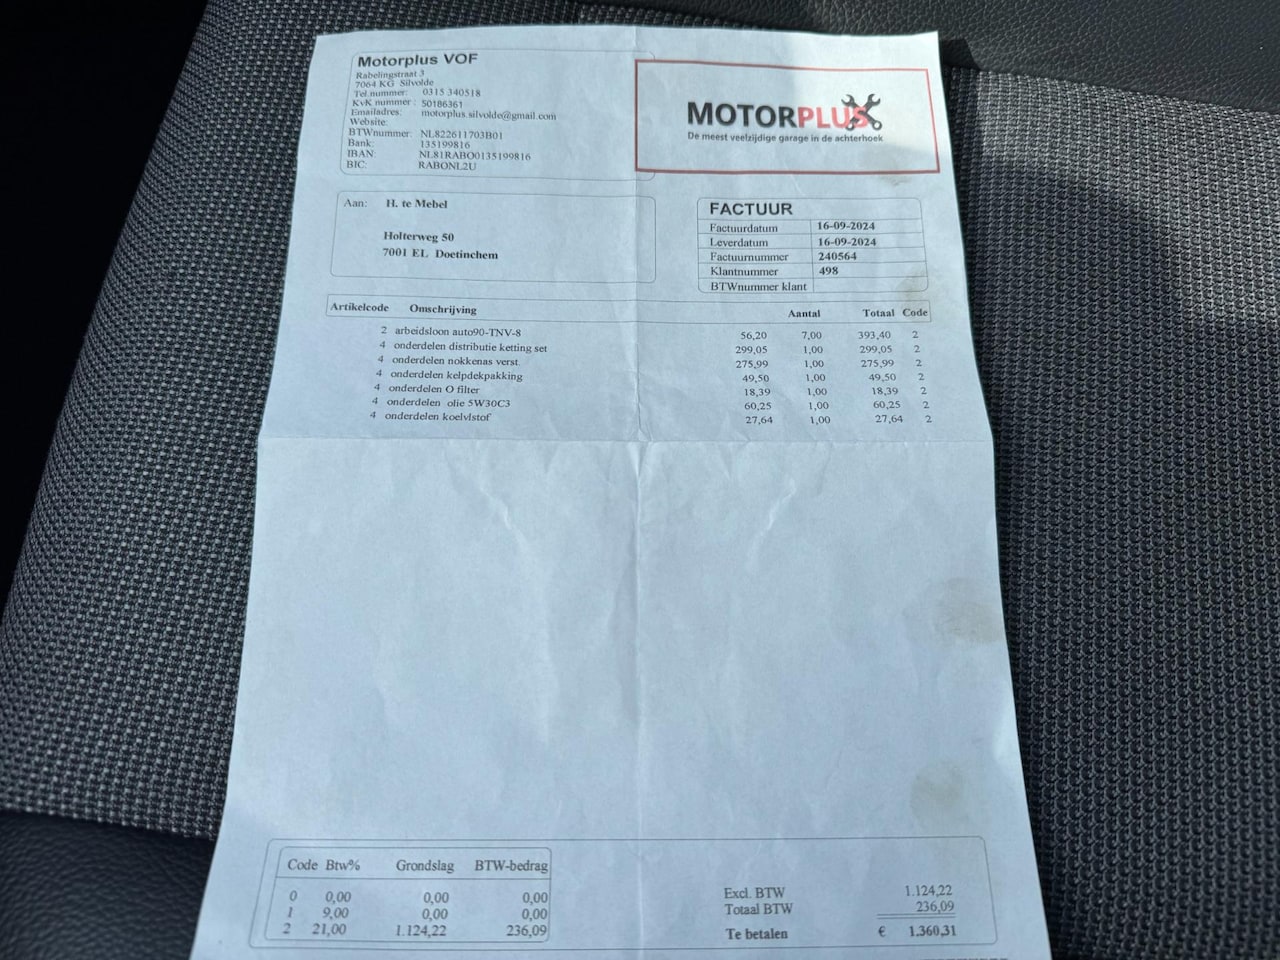 Motorplus VOF
Rabelingstraat 3
7064 KG Silvolde
Tel.nummer: 0315 340518
KvK nummer : 50186361
Emailadres: motorplus.silvolde@gmail.com
Website:
BTWnummer: NL822611703B01
Bank: 135199816
IBAN: NL81RABO0135199816
BIC: RABONL2U
MOTORPLUS
De meest veelzijdige garage in de achterhoek
Aan: H. te Mebel
Holterweg 50
7001 EL Doetinchem
FACTUUR
Factuurdatum 16-09-2024
Leverdatum 16-09-2024
Factuurnummer 240564
Klantnummer 498
BTWnummer klant
Artikelcode Omschrijving Aantal Totaal Code
2 arbeidsloon auto90-TNV-8 56,20 7,00 393,40 2
4 onderdelen distributie ketting set 299,05 1,00 299,05 2
4 onderdelen nokkenas verst. 275,99 1,00 275,99 2
4 onderdelen kelpdekpakking 49,50 1,00 49,50 2
4 onderdelen O filter 18,39 1,00 18,39 2
4 onderdelen olie 5W30C3 60,25 1,00 60,25 2
4 onderdelen koelvlstof 27,64 1,00 27,64 2
Code Btw% Grondslag BTW-bedrag
0 0,00 0,00 0,00
1 9,00 0,00 0,00
2 21,00 1.124,22 236,09
Excl. BTW 1.124,22
Totaal BTW 236,09
Te betalen € 1.360,31